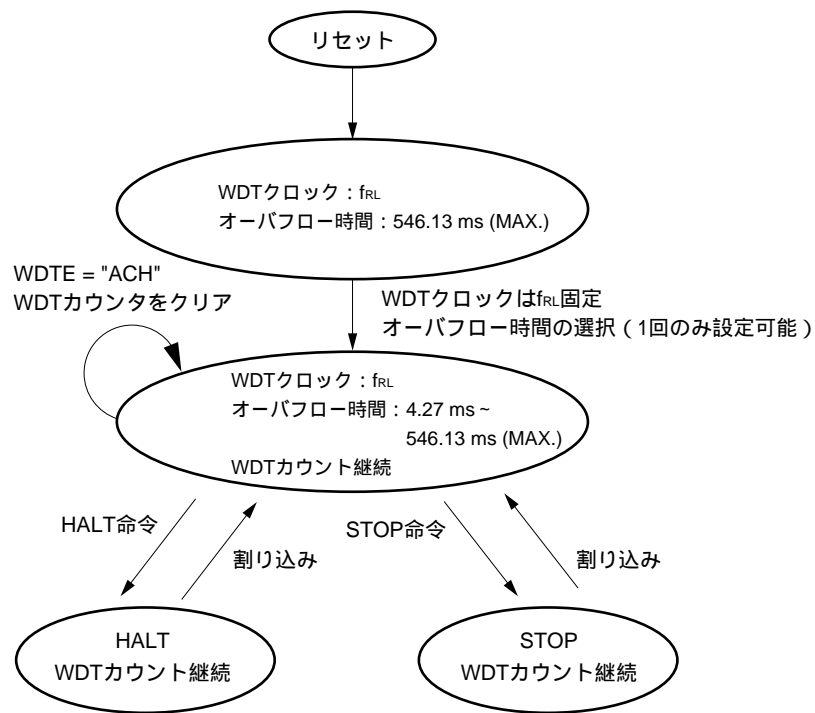 リセット
WDTクロック：fRL
オーバフロー時間：546.13 ms (MAX.)
WDTE = "ACH"
WDTカウンタをクリア
WDTクロックはfRL固定
オーバフロー時間の選択（1回のみ設定可能）
WDTクロック：fRL
オーバフロー時間：4.27 ms ~
546.13 ms (MAX.)
WDTカウント継続
HALT命令
割り込み
STOP命令
割り込み
HALT
WDTカウント継続
STOP
WDTカウント継続